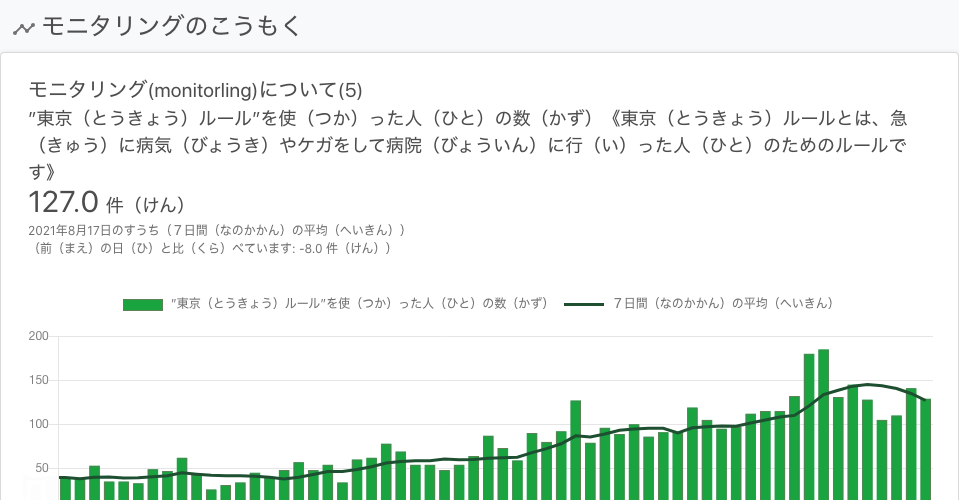 モニタリングのこうもく
モニタリング(monitorling)について(5)
”東京（とうきょう）ルール”を使（つか）った人（ひと）の数（かず）《東京（とうきょう）ルールとは、急
（きゅう）に病気（びょうき）やケガをして病院（びょういん）に行（い）った人（ひと）のためのルールで
す》
127.0 件（けん）
2021年8月17日のすうち（７日間（なのかかん）の平均（へいきん））
（前（まえ）の日（ひ）と比（くら）べています: -8.0 件（けん））
”東京（とうきょう）ルール”を使（つか）った人（ひと）の数（かず） ７日間（なのかかん）の平均（へいきん）
200
150
100
50